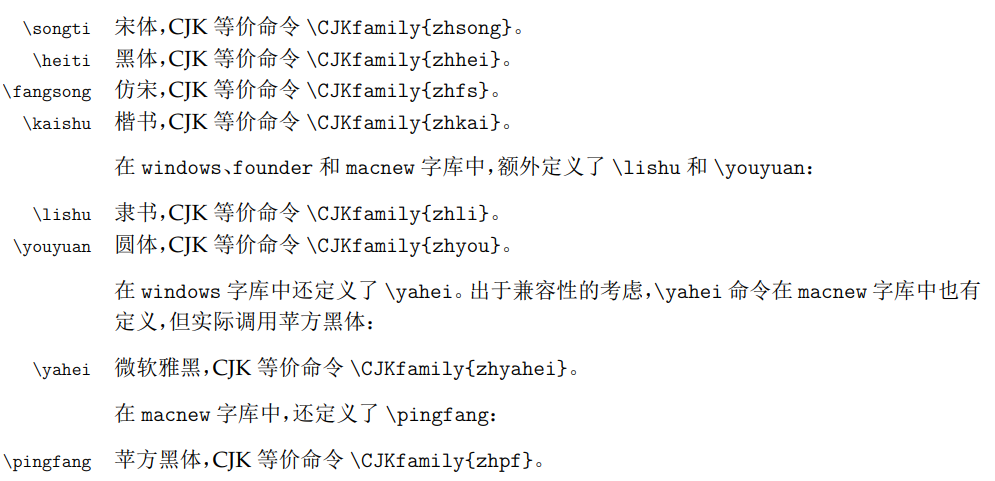 \songti 宋体，CJK 等价命令 \CJKfamily{zhsong}。
\heiti 黑体，CJK 等价命令 \CJKfamily{zhhei}。
\fangsong 仿宋，CJK 等价命令 \CJKfamily{zhfs}。
\kaishu 楷书，CJK 等价命令 \CJKfamily{zhkai}。
在 windows、founder 和 macnew 字库中，额外定义了 \lishu 和 \youyuan：
\lishu 隶书，CJK 等价命令 \CJKfamily{zhli}。
\youyuan 圆体，CJK 等价命令 \CJKfamily{zhyou}。
在 windows 字库中还定义了 \yahei。出于兼容性的考虑，\yahei 命令在 macnew 字库中也有
定义，但实际调用苹方黑体：
\yahei 微软雅黑，CJK 等价命令 \CJKfamily{zhyahei}。
在 macnew 字库中，还定义了 \pingfang：
\pingfang 苹方黑体，CJK 等价命令 \CJKfamily{zhpf}。